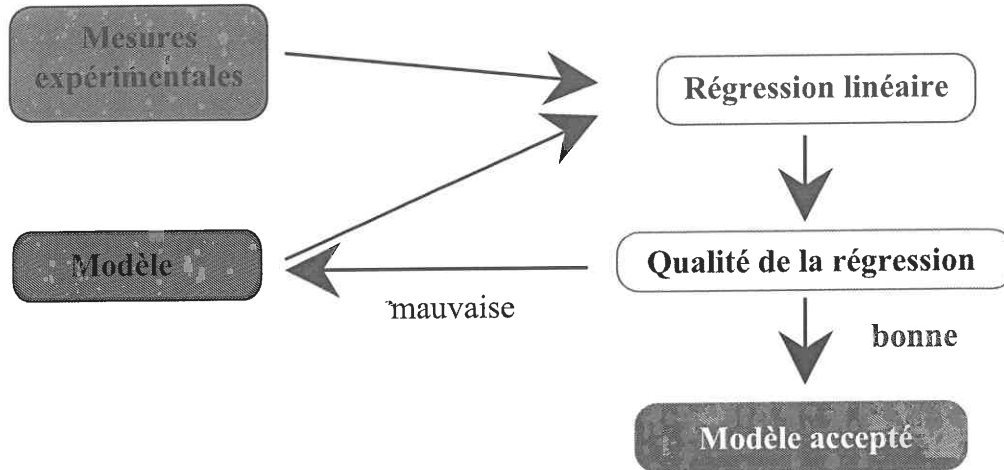 Mesures
expérimentales
Régression linéaire
Modèle
Qualité de la régression
mauvaise
bonne
Modèle accepté